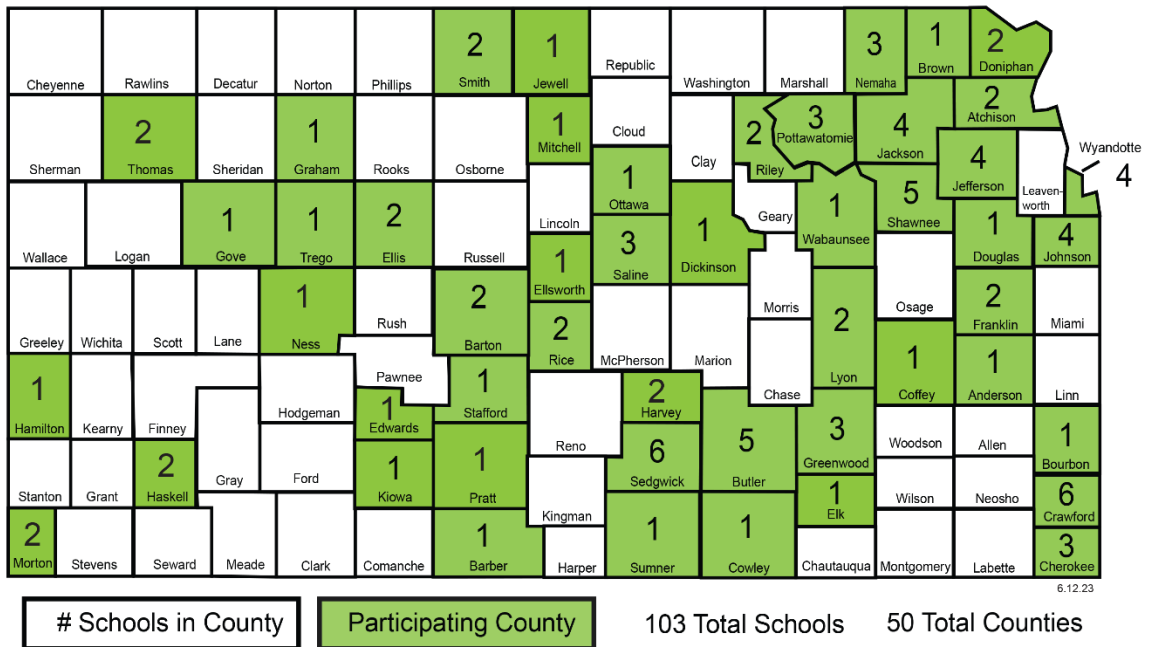 2
1
3
1
2
Cheyenne
Rawlins
Decatur
Norton
Phillips
Smith
Jewell
Republic
Washington
Marshall
Nemaha
Brown
Doniphan
2
1
1
2
3
4
2
Sherman
Thomas
Sheridan
Graham
Rooks
Osborne
Mitchell
Cloud
Clay
Riley
Pottawatomie
Jackson
Atchison
Wyandotte
4
1
1
2
1
1
5
4
Wallace
Logan
Gove
Trego
Ellis
Russell
Lincoln
Ottawa
Geary
Wabaunsee
Shawnee
Jefferson
Leaven-
worth
1
2
1
3
1
1
4
Greeley
Wichita
Scott
Lane
Ness
Rush
Barton
Ellsworth
Saline
Dickinson
Morris
Osage
Douglas
Johnson
1
1
2
2
2
Hamilton
Kearny
Finney
Hodgeman
Pawnee
Stafford
Rice
McPherson
Marion
Chase
Lyon
Franklin
Miami
1
2
1
1
Edwards
Reno
Harvey
Coffey
Anderson
Linn
2
1
1
6
5
3
1
Stanton
Grant
Haskell
Gray
Ford
Kiowa
Pratt
Sedgwick
Butler
Greenwood
Woodson
Allen
Bourbon
2
1
1
1
1
6
Morton
Stevens
Seward
Meade
Clark
Comanche
Barber
Kingman
Harper
Sumner
Cowley
Elk
Wilson
Neosho
Crawford
3
Chautauqua
Montgomery
Labette
Cherokee
6.12.23
# Schools in County
Participating County
103 Total Schools
50 Total Counties